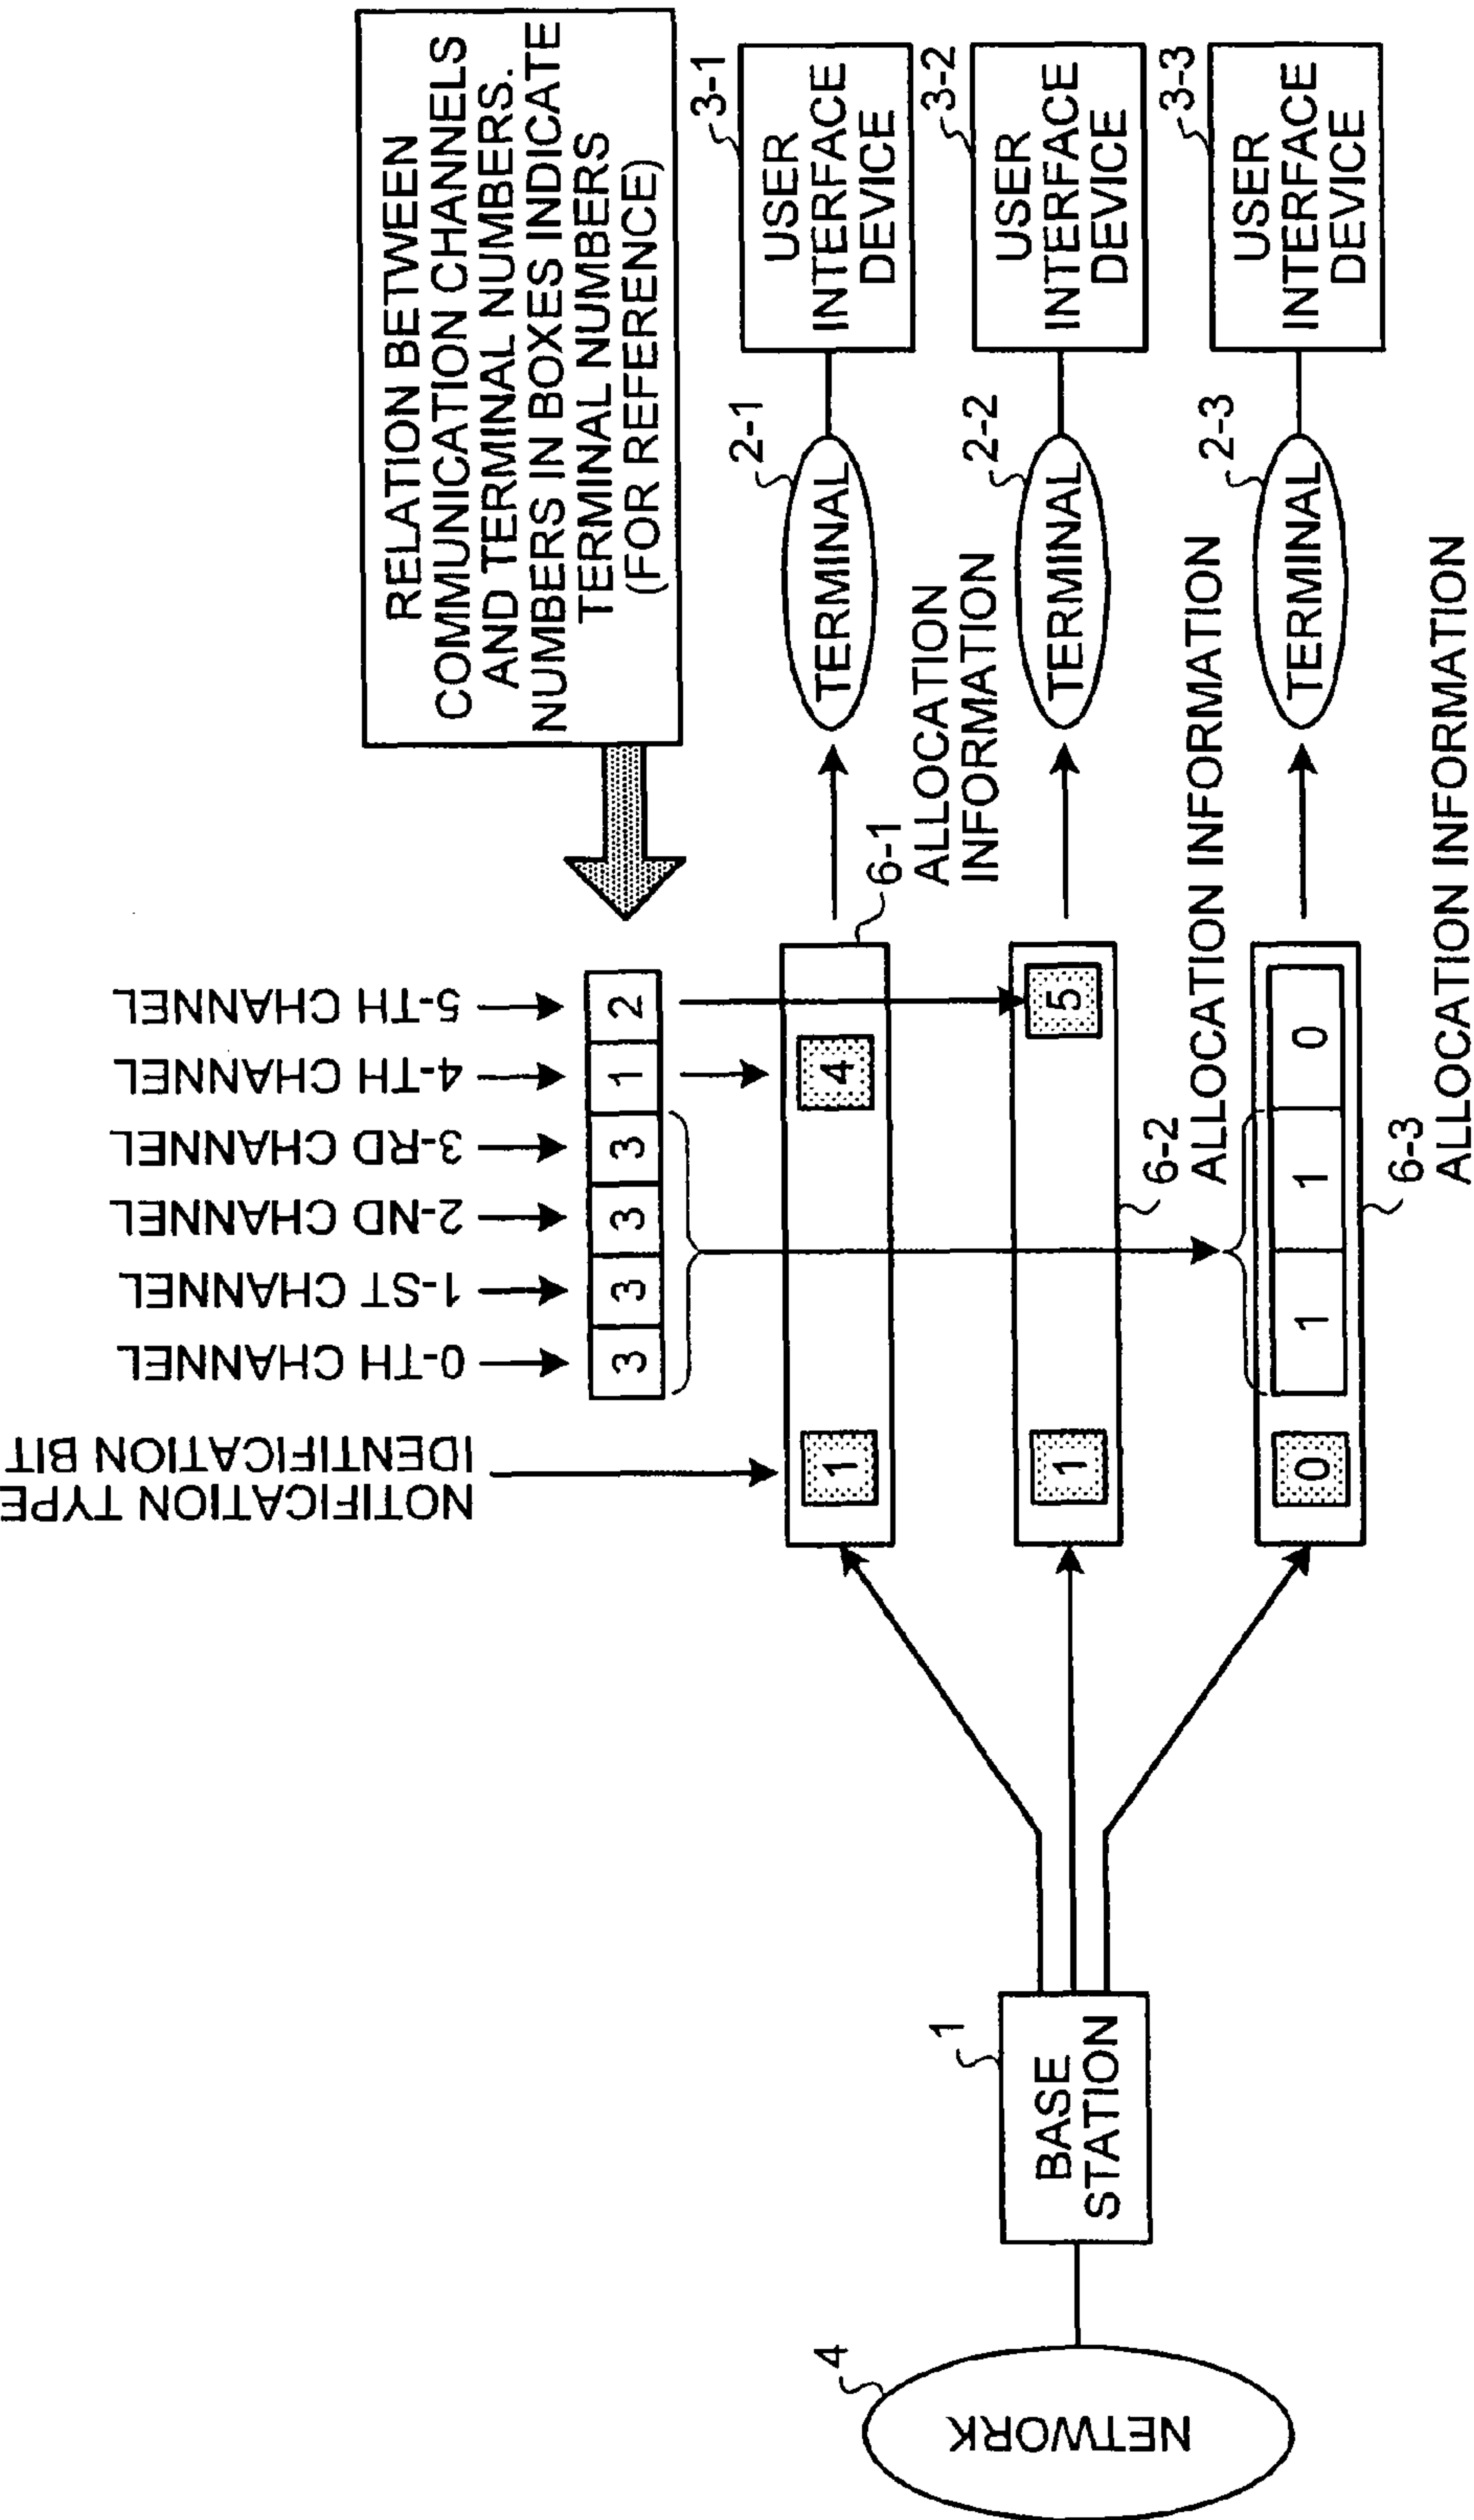 NOTIFICATION TYPE
IDENTIFICATION BIT
0-TH CHANNEL
1-ST CHANNEL
2-ND CHANNEL
3-RD CHANNEL
4-TH CHANNEL
5-TH CHANNEL
RELATION BETWEEN
COMMUNICATION CHANNELS
AND TERMINAL NUMBERS.
NUMBERS IN BOXES INDICATE
TERMINAL NUMBERS
(FOR REFERENCE)
3 3 3 3 1 2
4
NETWORK
1
BASE
STATION
1 4
6-1
ALLOCATION
INFORMATION
2-1
TERMINAL
3-1
USER
INTERFACE
DEVICE
1 5
6-2
ALLOCATION INFORMATION
2-2
TERMINAL
3-2
USER
INTERFACE
DEVICE
0 1 1 0
6-3
ALLOCATION INFORMATION
2-3
TERMINAL
3-3
USER
INTERFACE
DEVICE